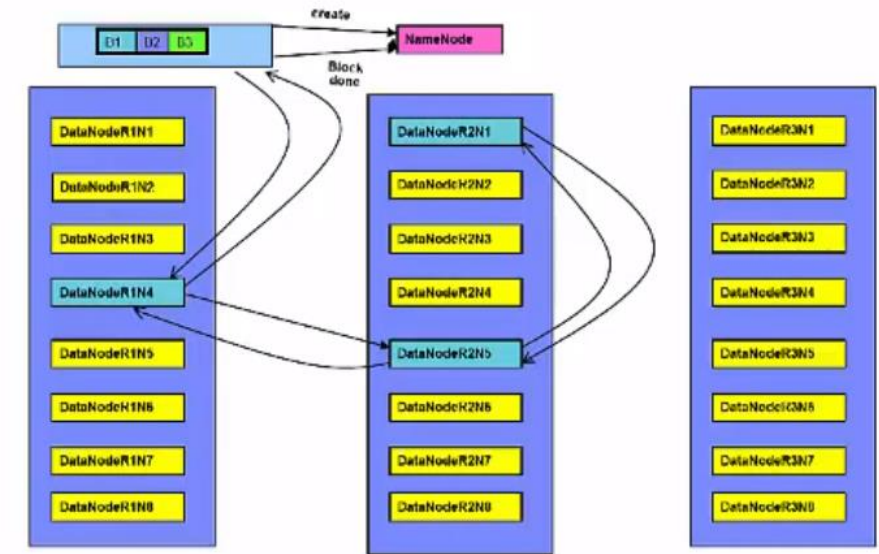 create
B1 B2 B3
NameNode
Block
done
DataNodeR1N1
DataNodeR1N2
DataNodeR1N3
DataNodeR1N4
DataNodeR1N5
DataNodeR1N6
DataNodeR1N7
DataNodeR1N8
DataNodeR2N1
DataNodeR2N2
DataNodeR2N3
DataNodeR2N4
DataNodeR2N5
DataNodeR2N6
DataNodeR2N7
DataNodeR2N8
DataNodeR3N1
DataNodeR3N2
DataNodeR3N3
DataNodeR3N4
DataNodeR3N5
DataNodeR3N6
DataNodeR3N7
DataNodeR3N8